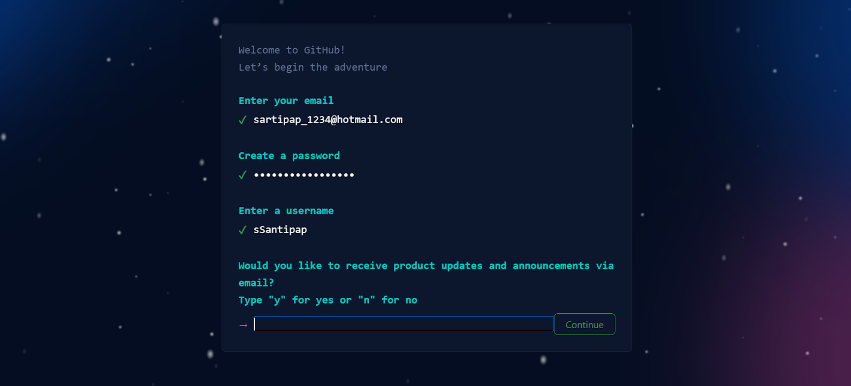 Welcome to GitHub!
Let’s begin the adventure
Enter your email
✓ sartipap_1234@hotmail.com
Create a password
✓ •••••••••••••••••
Enter a username
✓ sSantipap
Would you like to receive product updates and announcements via
email?
Type "y" for yes or "n" for no
→ Continue